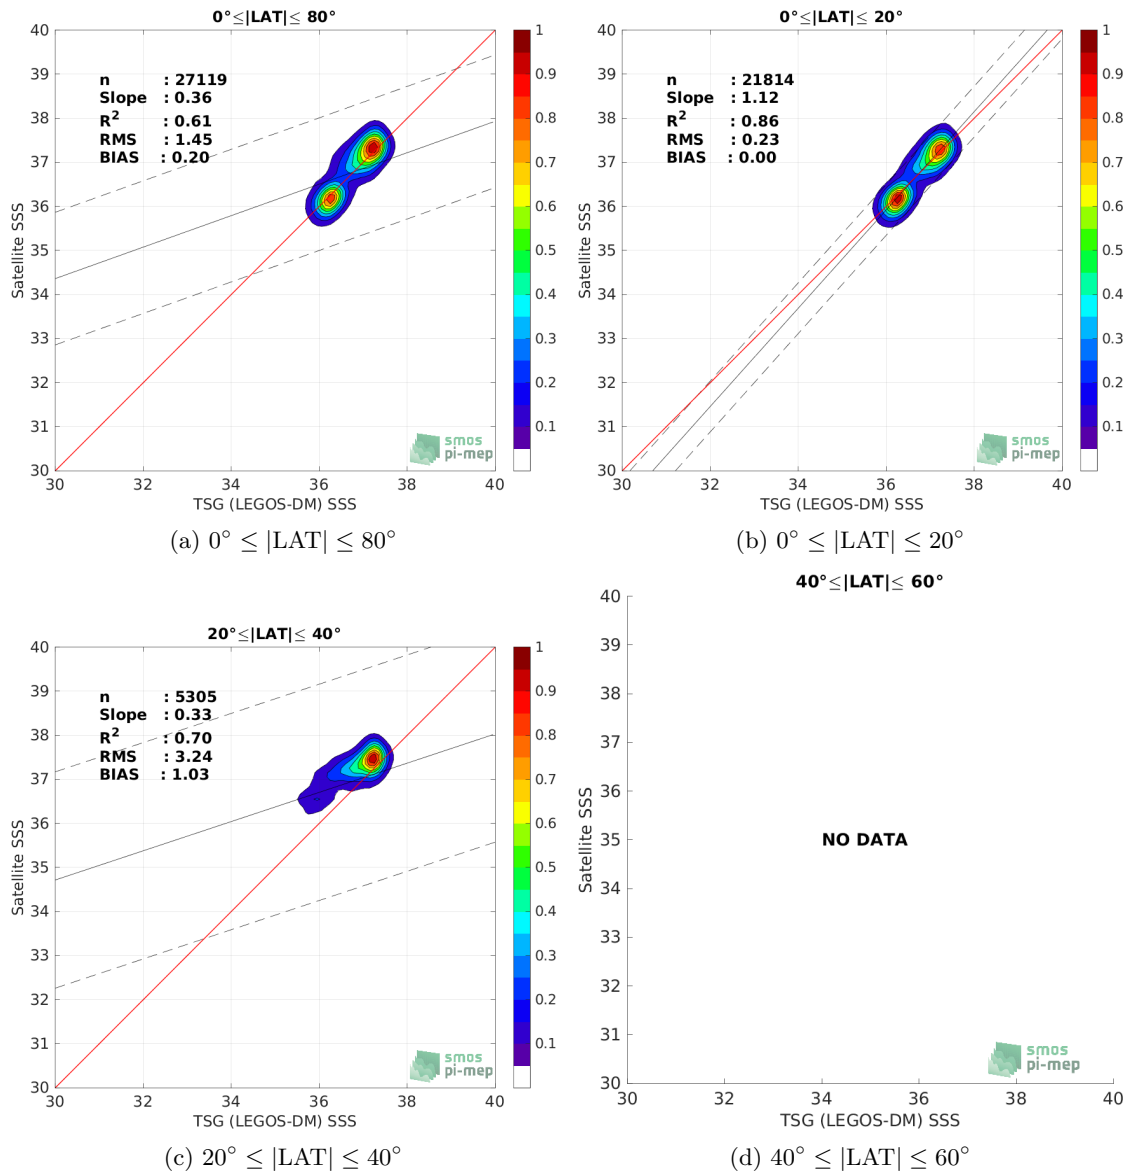 0°≤|LAT|≤ 80°
40
39
38
37
36
35
34
33
32
31
30
Satellite SSS
n : 27119
Slope : 0.36
R² : 0.61
RMS : 1.45
BIAS : 0.20
smos
pi-mep
30 32 34 36 38 40
TSG (LEGOS-DM) SSS
1
0.9
0.8
0.7
0.6
0.5
0.4
0.3
0.2
0.1
(a) 0° ≤ |LAT| ≤ 80°
0°≤|LAT|≤ 20°
40
39
38
37
36
35
34
33
32
31
30
Satellite SSS
n : 21814
Slope : 1.12
R² : 0.86
RMS : 0.23
BIAS : 0.00
smos
pi-mep
30 32 34 36 38 40
TSG (LEGOS-DM) SSS
1
0.9
0.8
0.7
0.6
0.5
0.4
0.3
0.2
0.1
(b) 0° ≤ |LAT| ≤ 20°
20°≤|LAT|≤ 40°
40
39
38
37
36
35
34
33
32
31
30
Satellite SSS
n : 5305
Slope : 0.33
R² : 0.70
RMS : 3.24
BIAS : 1.03
smos
pi-mep
30 32 34 36 38 40
TSG (LEGOS-DM) SSS
1
0.9
0.8
0.7
0.6
0.5
0.4
0.3
0.2
0.1
(c) 20° ≤ |LAT| ≤ 40°
40°≤|LAT|≤ 60°
40
39
38
37
36
35
34
33
32
31
30
Satellite SSS
NO DATA
smos
pi-mep
30 32 34 36 38 40
TSG (LEGOS-DM) SSS
(d) 40° ≤ |LAT| ≤ 60°